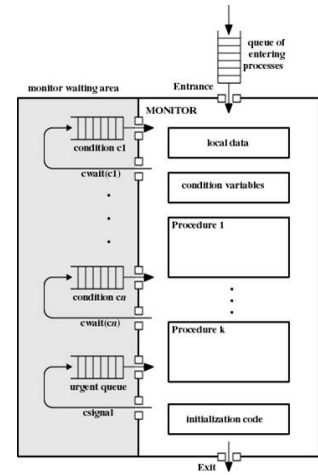 queue of
entering
processes
monitor waiting area
Entrance
MONITOR
condition c1
local data
cwait(c1)
condition variables
Procedure 1
condition cn
cwait(cn)
Procedure k
urgent queue
csignal
initialization code
Exit